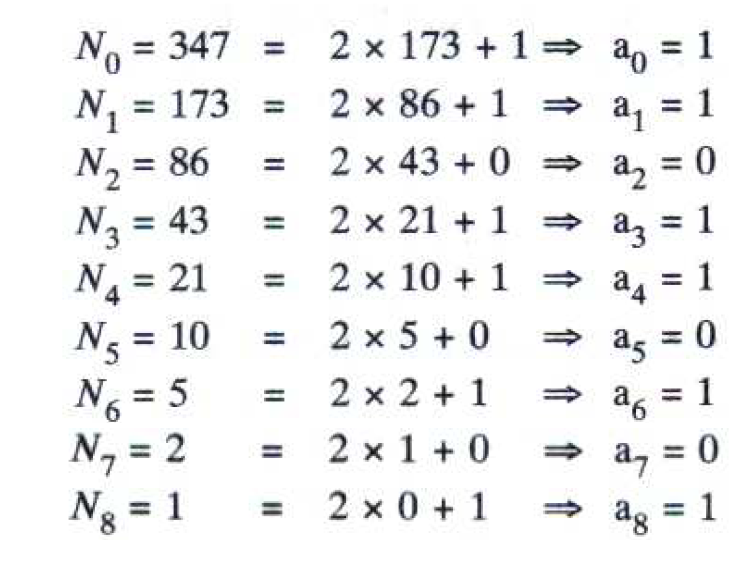 N₀ = 347 = 2 × 173 + 1 ⇒ a₀ = 1
N₁ = 173 = 2 × 86 + 1 ⇒ a₁ = 1
N₂ = 86 = 2 × 43 + 0 ⇒ a₂ = 0
N₃ = 43 = 2 × 21 + 1 ⇒ a₃ = 1
N₄ = 21 = 2 × 10 + 1 ⇒ a₄ = 1
N₅ = 10 = 2 × 5 + 0 ⇒ a₅ = 0
N₆ = 5 = 2 × 2 + 1 ⇒ a₆ = 1
N₇ = 2 = 2 × 1 + 0 ⇒ a₇ = 0
N₈ = 1 = 2 × 0 + 1 ⇒ a₈ = 1